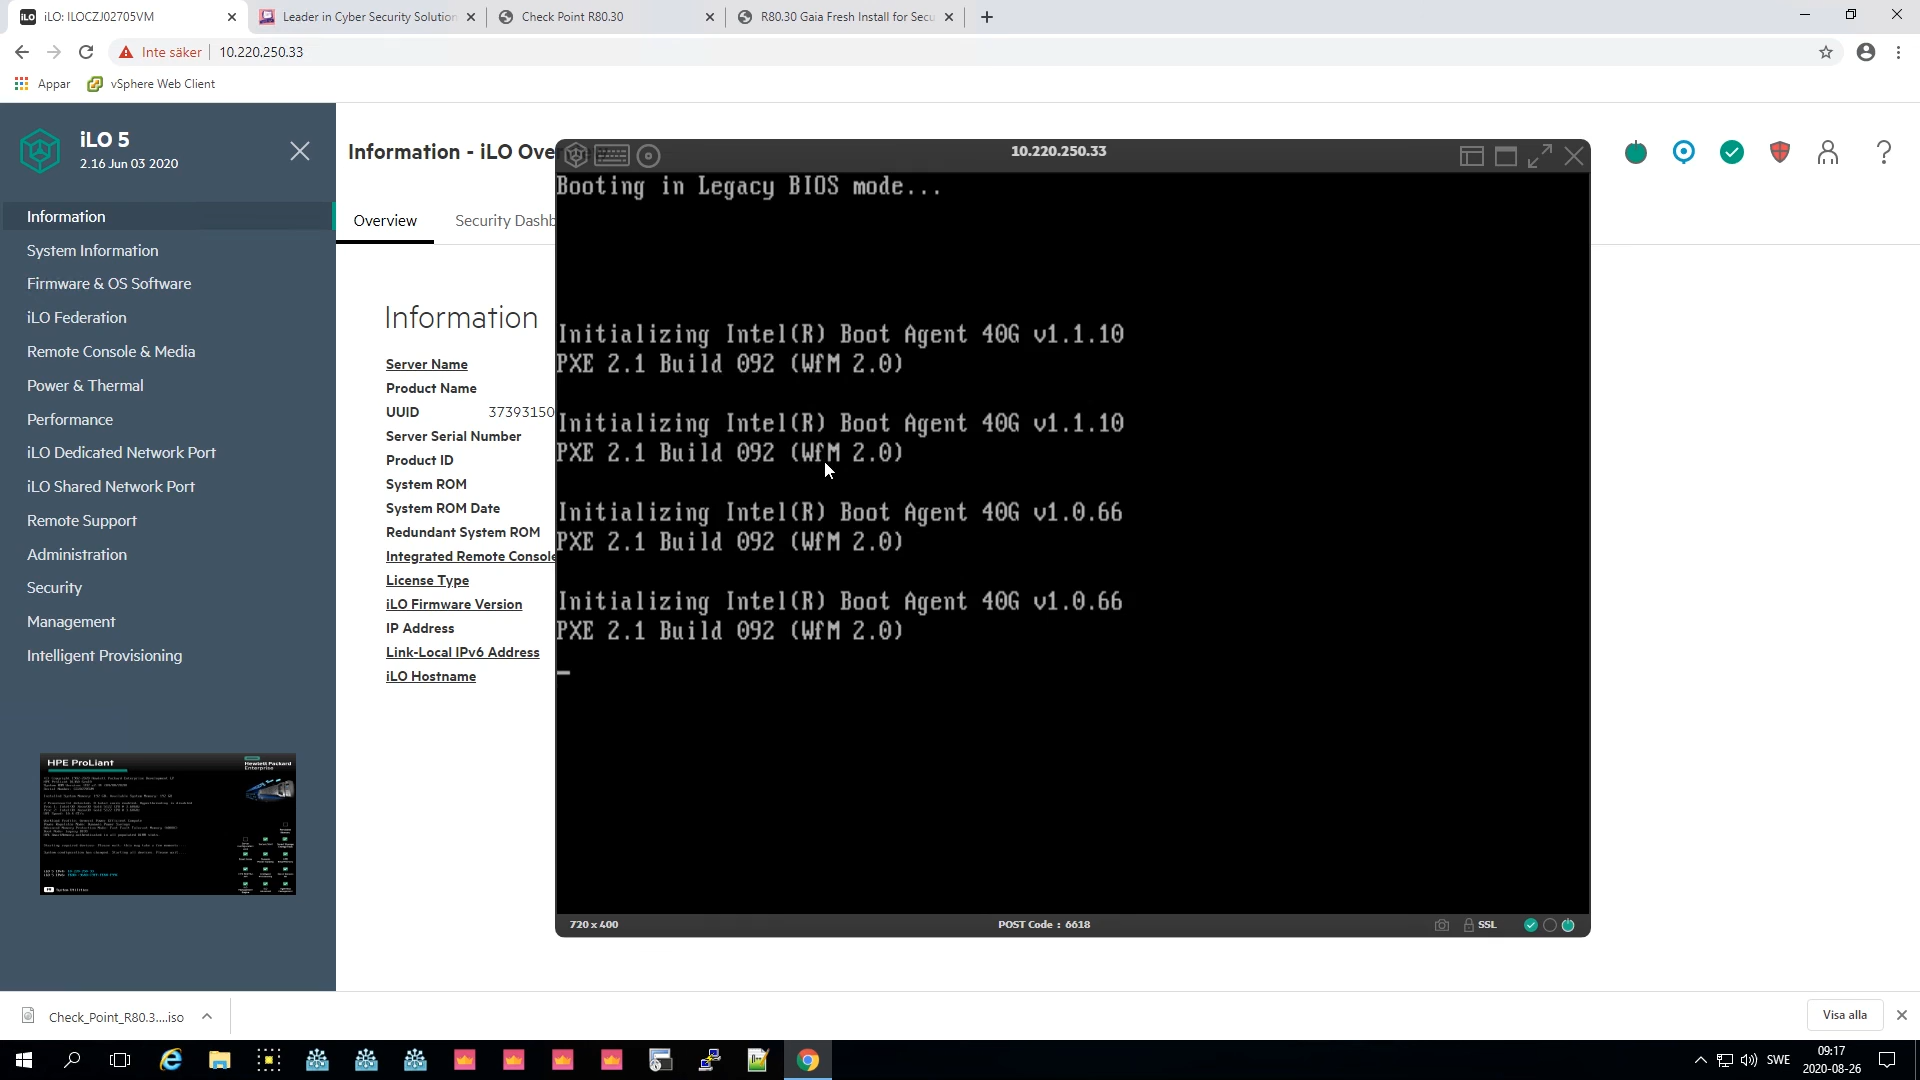 iLO: ILOCZJ02705VM
Leader in Cyber Security Solution
Check Point R80.30
R80.30 Gaia Fresh Install for Secu
Inte säker
10.220.250.33
Appar
vSphere Web Client
iLO 5
2.16 Jun 03 2020
Information
System Information
Firmware & OS Software
iLO Federation
Remote Console & Media
Power & Thermal
Performance
iLO Dedicated Network Port
iLO Shared Network Port
Remote Support
Administration
Security
Management
Intelligent Provisioning
HPE ProLiant
Hewlett Packard
Enterprise
Information - iLO Ove
Overview
Security Dashb
Information
Server Name
Product Name
UUID 37393150
Server Serial Number
Product ID
System ROM
System ROM Date
Redundant System ROM
Integrated Remote Console
License Type
iLO Firmware Version
IP Address
Link-Local IPv6 Address
iLO Hostname
10.220.250.33
Booting in Legacy BIOS mode...
Initializing Intel(R) Boot Agent 40G v1.1.10
PXE 2.1 Build 092 (WfM 2.0)
Initializing Intel(R) Boot Agent 40G v1.1.10
PXE 2.1 Build 092 (WfM 2.0)
Initializing Intel(R) Boot Agent 40G v1.0.66
PXE 2.1 Build 092 (WfM 2.0)
Initializing Intel(R) Boot Agent 40G v1.0.66
PXE 2.1 Build 092 (WfM 2.0)
720 x 400
POST Code : 6618
SSL
Check_Point_R80.3....iso
Visa alla
SWE
09:17
2020-08-26